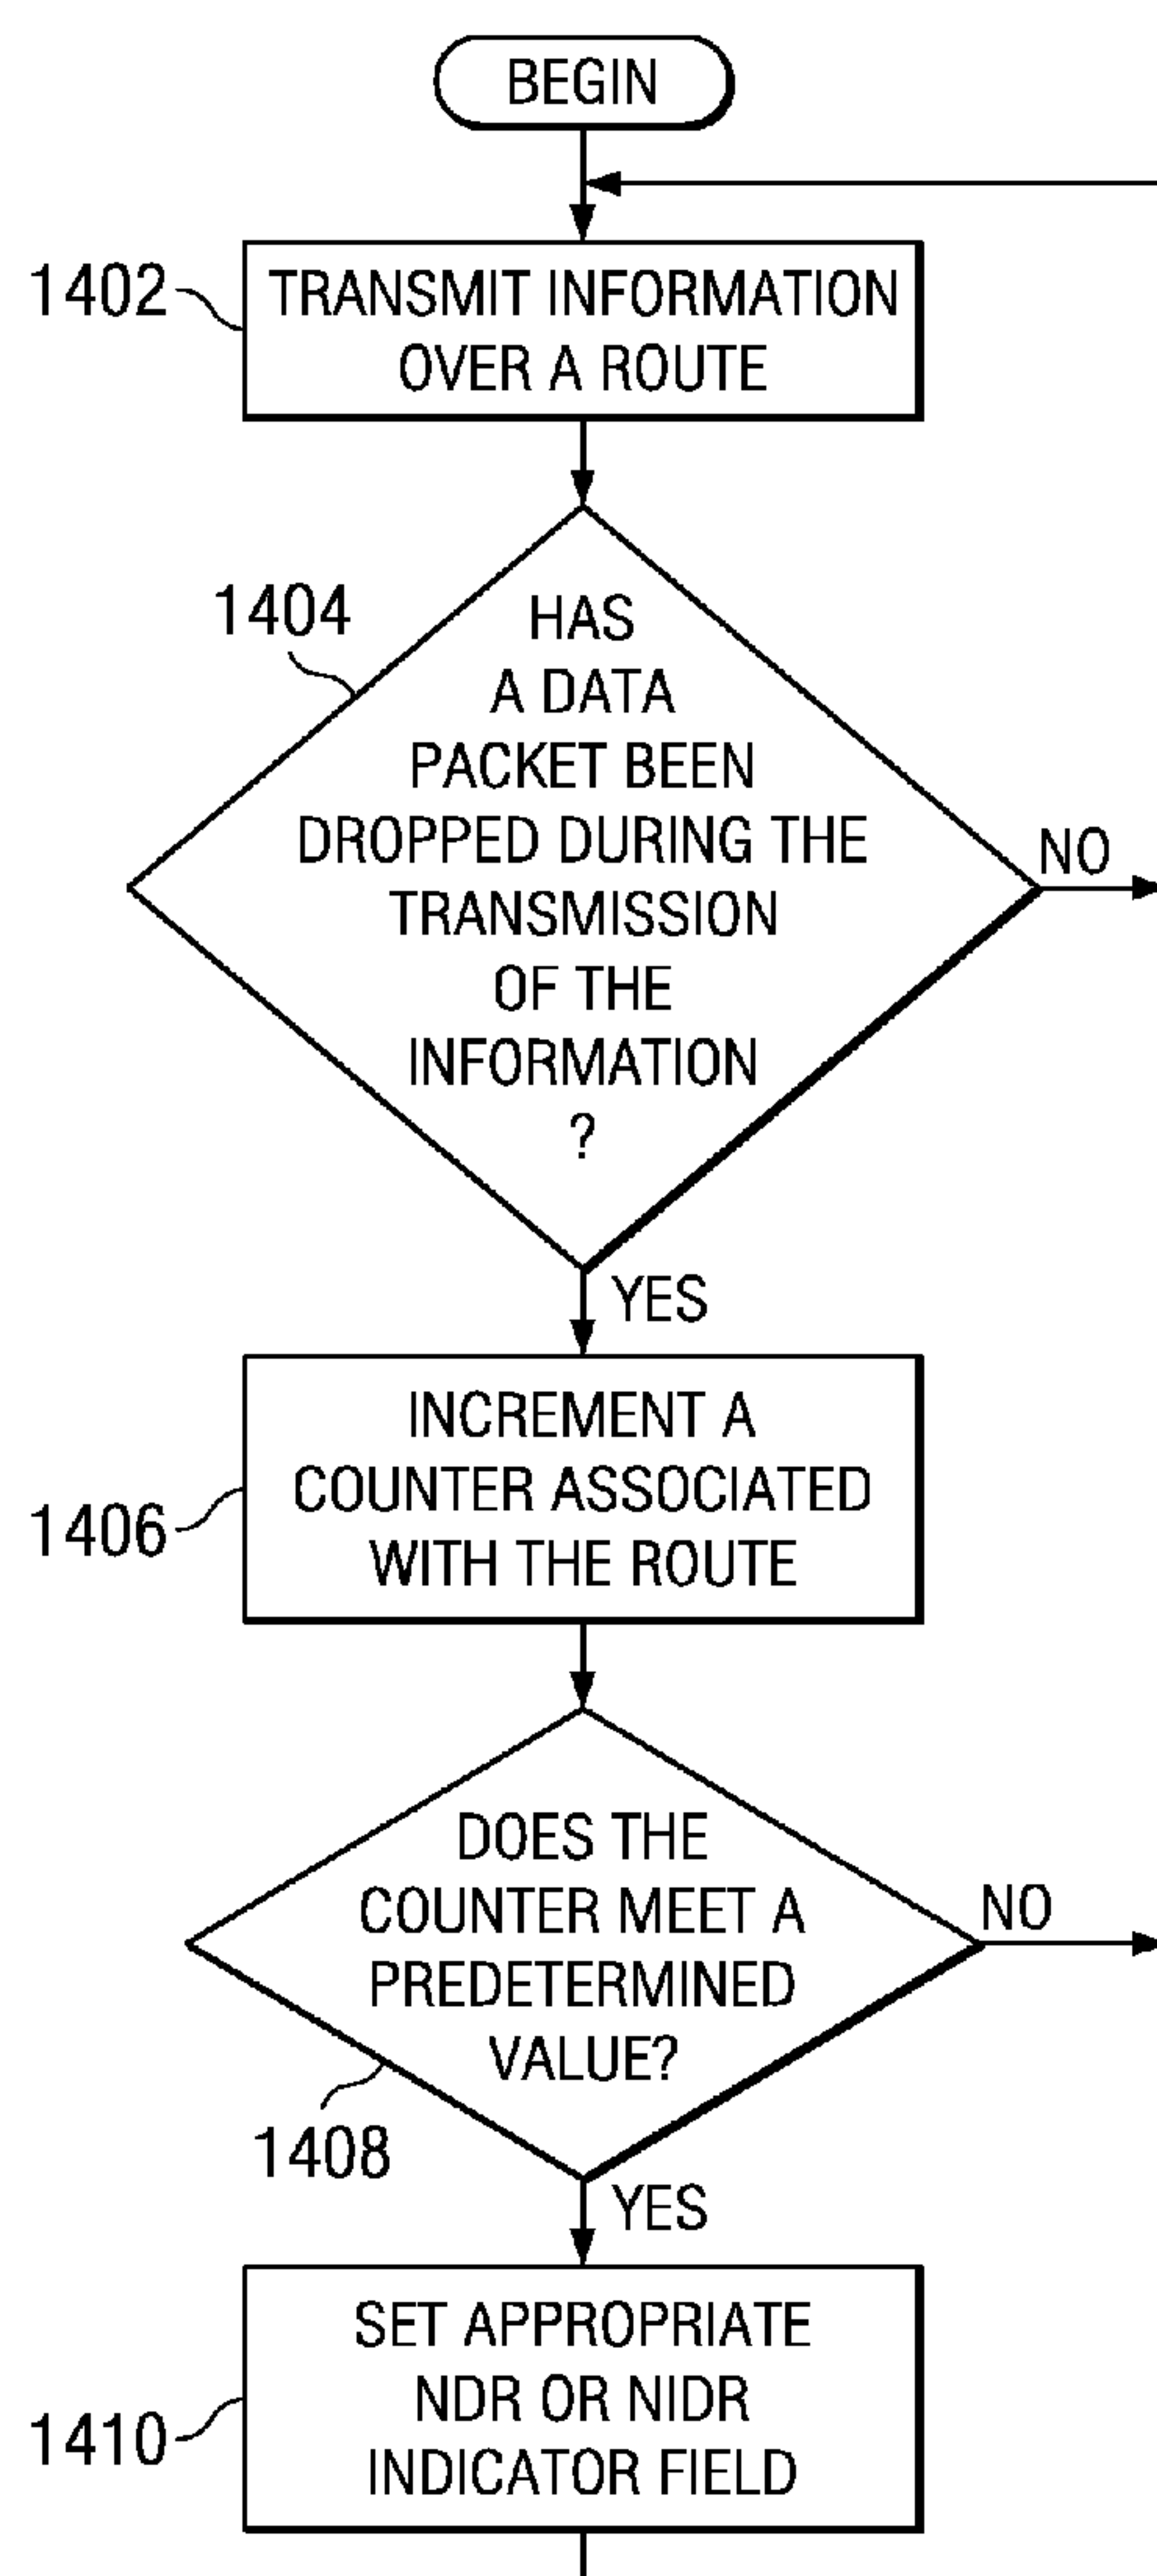 BEGIN
1402
TRANSMIT INFORMATION
OVER A ROUTE
1404
HAS
A DATA
PACKET BEEN
DROPPED DURING THE
TRANSMISSION
OF THE
INFORMATION
?
NO
YES
1406
INCREMENT A
COUNTER ASSOCIATED
WITH THE ROUTE
DOES THE
COUNTER MEET A
PREDETERMINED
VALUE?
NO
1408
YES
1410
SET APPROPRIATE
NDR OR NIDR
INDICATOR FIELD